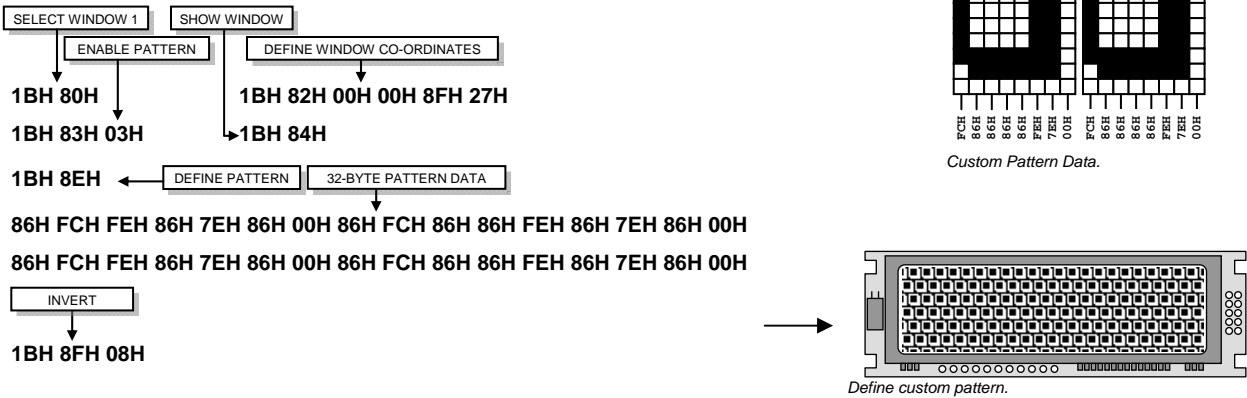 SELECT WINDOW 1 SHOW WINDOW
ENABLE PATTERN DEFINE WINDOW CO-ORDINATES
1BH 80H 1BH 82H 00H 00H 8FH 27H
1BH 83H 03H 1BH 84H
FCH 86H 86H 86H 86H FEH 7EH 00H FCH 86H 86H 86H 86H FEH 7EH 00H
Custom Pattern Data.
1BH 8EH DEFINE PATTERN 32-BYTE PATTERN DATA
86H FCH FEH 86H 7EH 86H 00H 86H FCH 86H 86H FEH 86H 7EH 86H 00H
86H FCH FEH 86H 7EH 86H 00H 86H FCH 86H 86H FEH 86H 7EH 86H 00H
INVERT
1BH 8FH 08H
Define custom pattern.